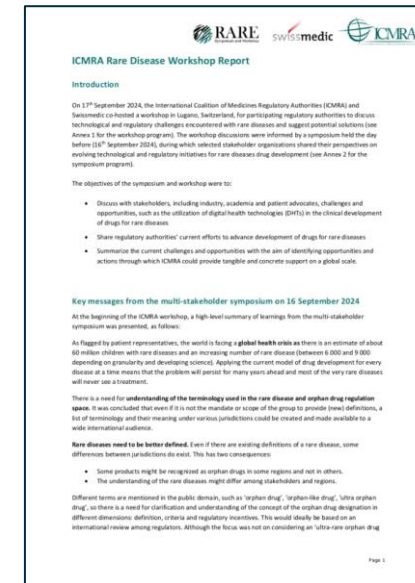 RARE
swissmedic
ICMRA
ICMRA Rare Disease Workshop Report
Introduction
On 17th September 2024, the International Coalition of Medicines Regulatory Authorities (ICMRA) and
Swissmedic co-hosted a workshop in Lugano, Switzerland, for participating regulatory authorities to discuss
technological and regulatory challenges encountered with rare diseases and suggest potential solutions (see
Annex 1 for the workshop program). The workshop discussions were informed by a symposium held the day
before (16th September 2024), during which selected stakeholder organizations shared their perspectives on
evolving technological and regulatory initiatives for rare diseases drug development (see Annex 2 for the
symposium program).
The objectives of the symposium and workshop were to:
• Discuss with stakeholders, including industry, academia and patient advocates, challenges and
opportunities, such as the utilization of digital health technologies (DHTs) in the clinical development
of drugs for rare diseases
• Share regulatory authorities' current efforts to advance development of drugs for rare diseases
• Summarize the current challenges and opportunities with the aim of identifying opportunities and
actions through which ICMRA could provide tangible and concrete support on a global scale.
Key messages from the multi-stakeholder symposium on 16 September 2024
At the beginning of the ICMRA workshop, a high-level summary of learnings from the multi-stakeholder
symposium was presented, as follows:
As flagged by patient representatives, the world is facing a global health crisis as there is an estimate of about
60 million children with rare diseases and an increasing number of rare disease (between 6 000 and 9 000
depending on granularity and developing science). Applying the current model of drug development for every
disease at a time means that the problem will persist for many years ahead and most of the very rare diseases
will never see a treatment.
There is a need for understanding of the terminology used in the rare disease and orphan drug regulation
space. It was concluded that even if it is not the mandate or scope of the group to provide (new) definitions, a
list of terminology and their meaning under various jurisdictions could be created and made available to a
wide international audience.
Rare diseases need to be better defined. Even if there are existing definitions of a rare disease, some
differences between jurisdictions do exist. This has two consequences:
• Some products might be recognized as orphan drugs in some regions and not in others.
• The understanding of the rare diseases might differ among stakeholders and regions.
Different terms are mentioned in the public domain, such as 'orphan drug', 'orphan-like drug', 'ultra orphan
drug', so there is a need for clarification and understanding of the concept of the orphan drug designation in
different dimensions: definition, criteria and regulatory incentives. This would ideally be based on an
international review among regulators. Although the focus was not on considering an 'ultra-rare orphan drug
Page 1